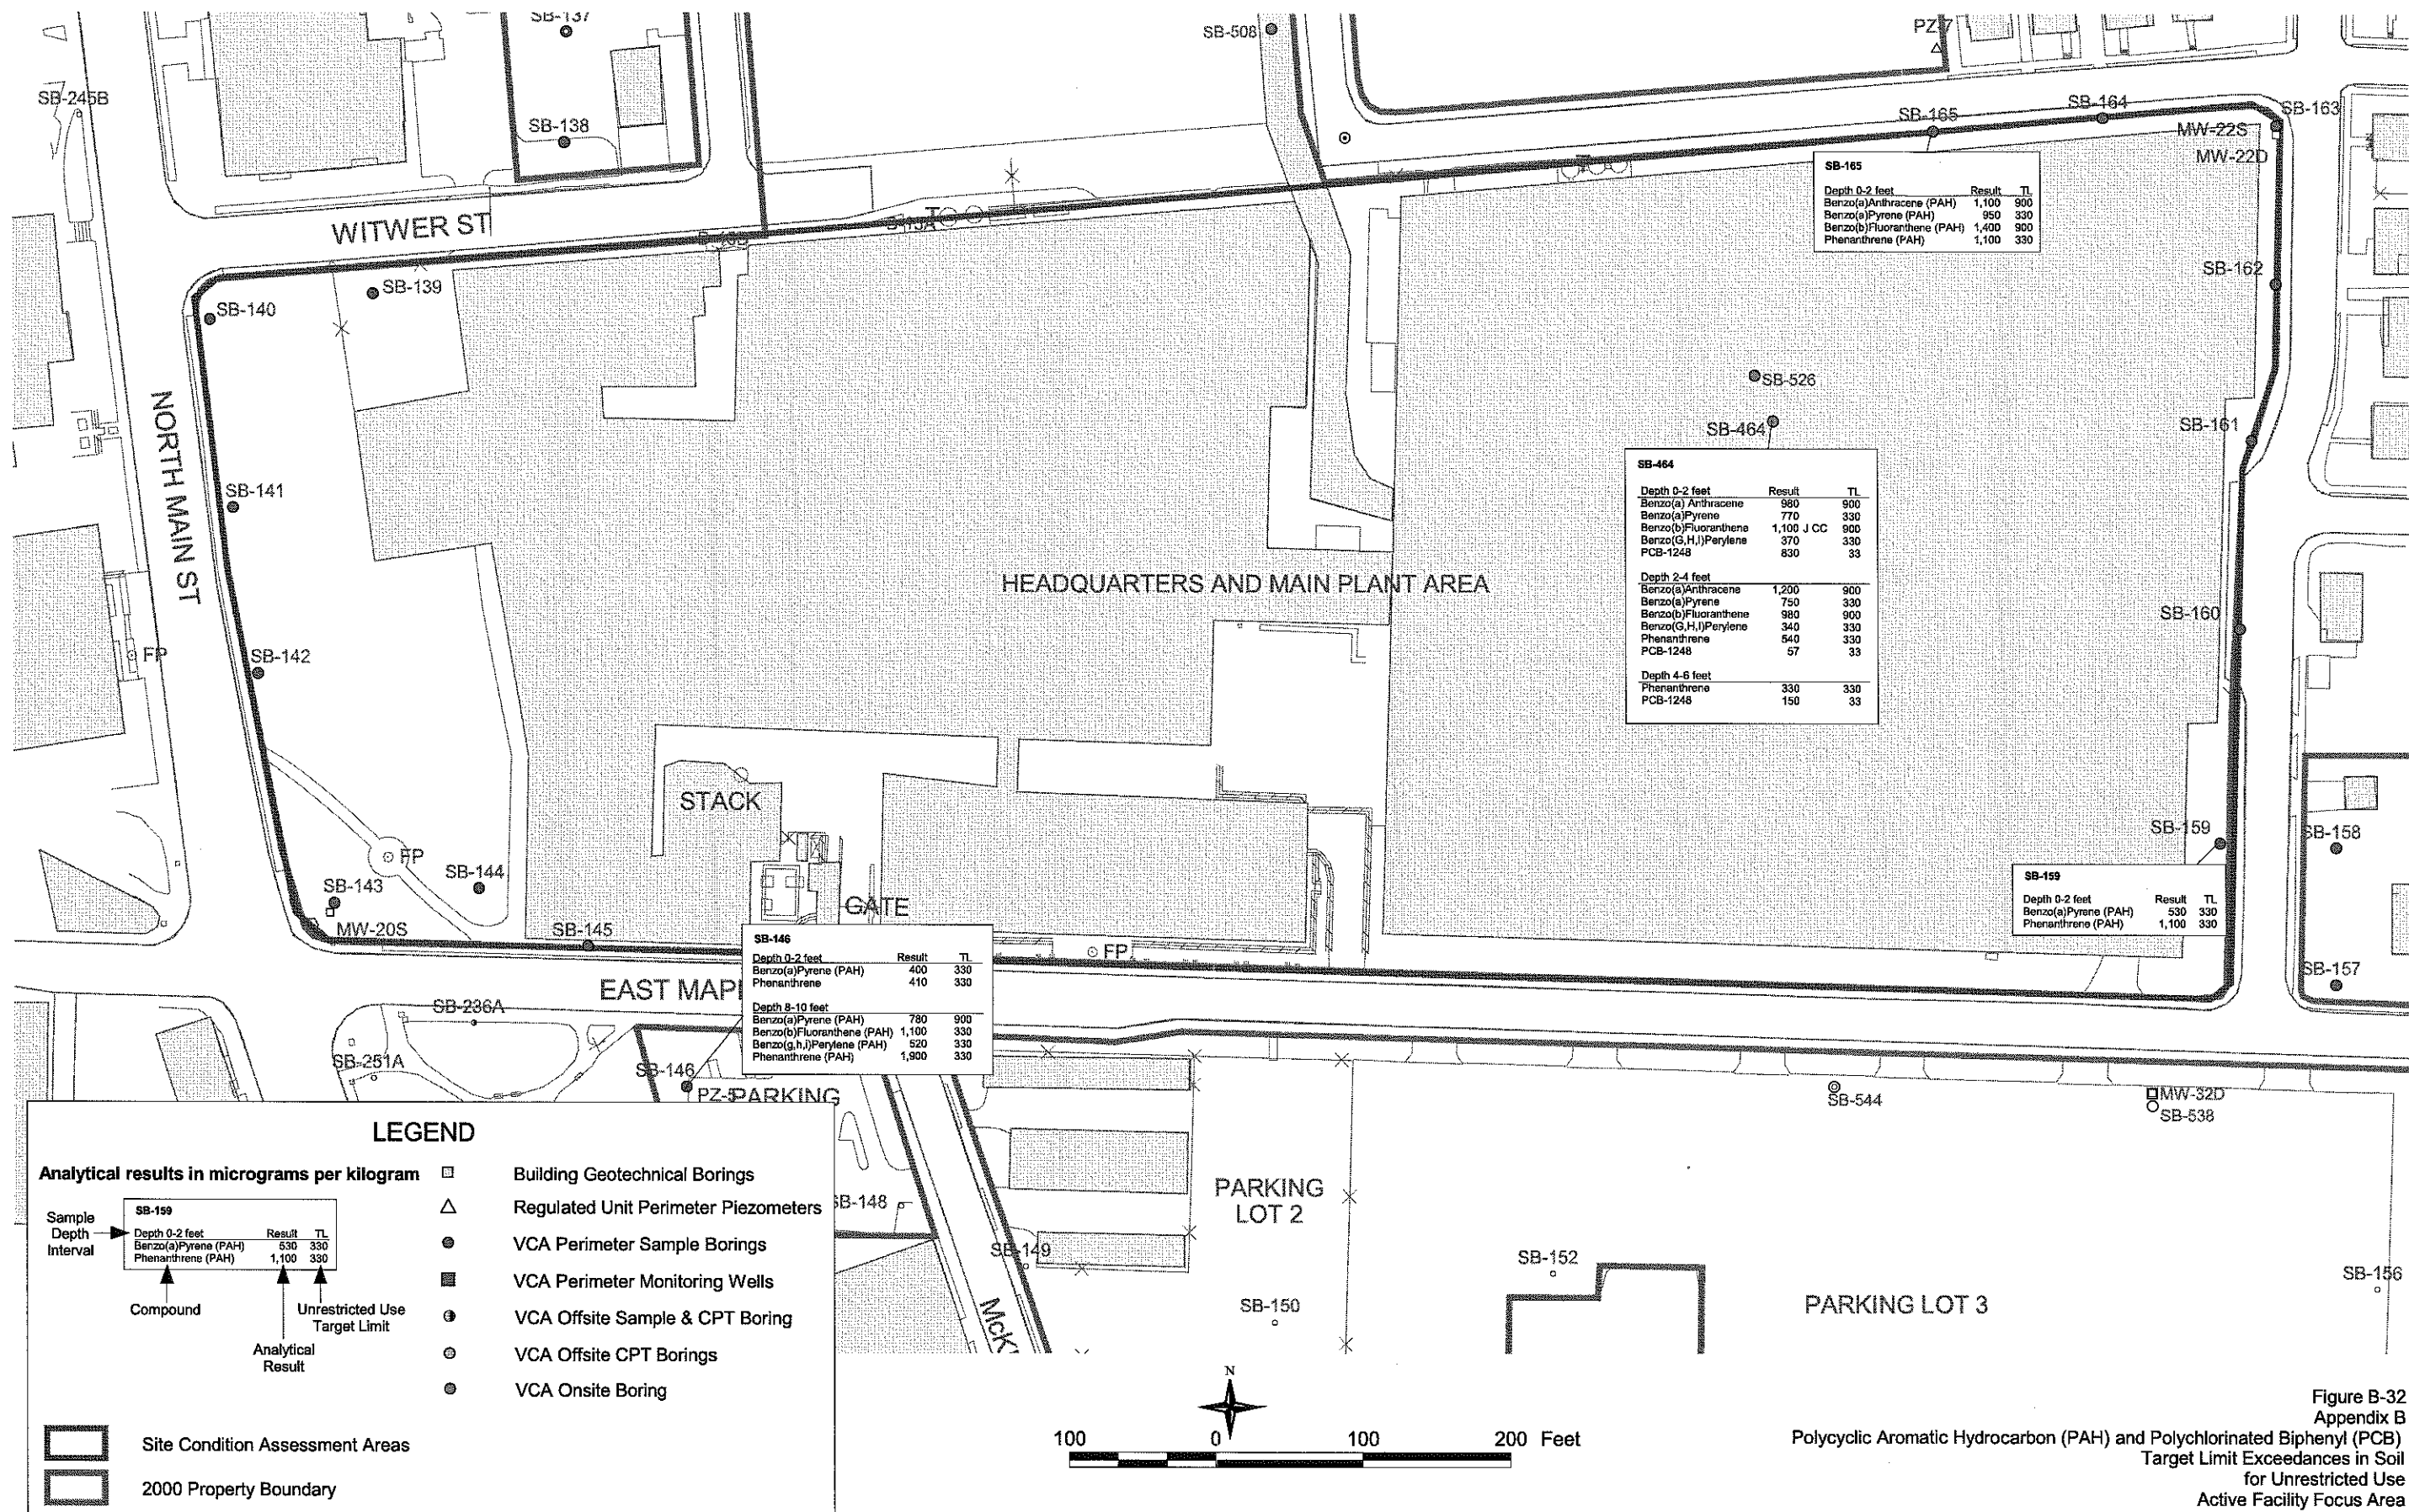 SB-137
SB-508
PZ-7
SB-245B
SB-138
SB-165
SB-164
SB-163
MW-22S
MW-22D
WITWER ST
SB-165
Depth 0-2 feet Result TL
Benzo(a)Anthracene (PAH) 1,100 900
Benzo(a)Pyrene (PAH) 950 330
Benzo(b)Fluoranthene (PAH) 1,400 900
Phenanthrene (PAH) 1,100 330
SB-162
SB-139
SB-140
SB-526
SB-464
SB-161
NORTH MAIN ST
SB-141
SB-464
Depth 0-2 feet Result TL
Benzo(a) Anthracene 980 900
Benzo(a)Pyrene 770 330
Benzo(b)Fluoranthene 1,100 J CC 900
Benzo(G,H,I)Perylene 370 330
PCB-1248 830 33
Depth 2-4 feet
Benzo(a)Anthracene 1,200 900
Benzo(a)Pyrene 750 330
Benzo(b)Fluoranthene 980 900
Benzo(G,H,I)Perylene 340 330
Phenanthrene 540 330
PCB-1248 57 33
Depth 4-6 feet
Phenanthrene 330 330
PCB-1248 150 33
HEADQUARTERS AND MAIN PLANT AREA
SB-160
FP
SB-142
STACK
SB-159
SB-158
FP
SB-144
SB-143
GATE
MW-20S
SB-145
FP
SB-159
Depth 0-2 feet Result TL
Benzo(a)Pyrene (PAH) 530 330
Phenanthrene (PAH) 1,100 330
SB-146
Depth 0-2 feet Result TL
Benzo(a)Pyrene (PAH) 400 330
Phenanthrene 410 330
Depth 8-10 feet
Benzo(a)Pyrene (PAH) 780 900
Benzo(b)Fluoranthene (PAH) 1,100 330
Benzo(g,h,i)Perylene (PAH) 520 330
Phenanthrene (PAH) 1,900 330
SB-157
EAST MAP
SB-236A
SB-251A
SB-146
PARKING
SB-544
MW-32D
SB-538
SB-148
SB-149
PARKING
LOT 2
SB-150
SB-152
SB-156
PARKING LOT 3
McK
LEGEND
Analytical results in micrograms per kilogram
Sample
Depth
Interval
SB-159
Depth 0-2 feet Result TL
Benzo(a)Pyrene (PAH) 530 330
Phenanthrene (PAH) 1,100 330
Compound
Analytical
Result
Unrestricted Use
Target Limit
Building Geotechnical Borings
Regulated Unit Perimeter Piezometers
VCA Perimeter Sample Borings
VCA Perimeter Monitoring Wells
VCA Offsite Sample & CPT Boring
VCA Offsite CPT Borings
VCA Onsite Boring
Site Condition Assessment Areas
2000 Property Boundary
N
100 0 100 200 Feet
Figure B-32
Appendix B
Polycyclic Aromatic Hydrocarbon (PAH) and Polychlorinated Biphenyl (PCB)
Target Limit Exceedances in Soil
for Unrestricted Use
Active Facility Focus Area